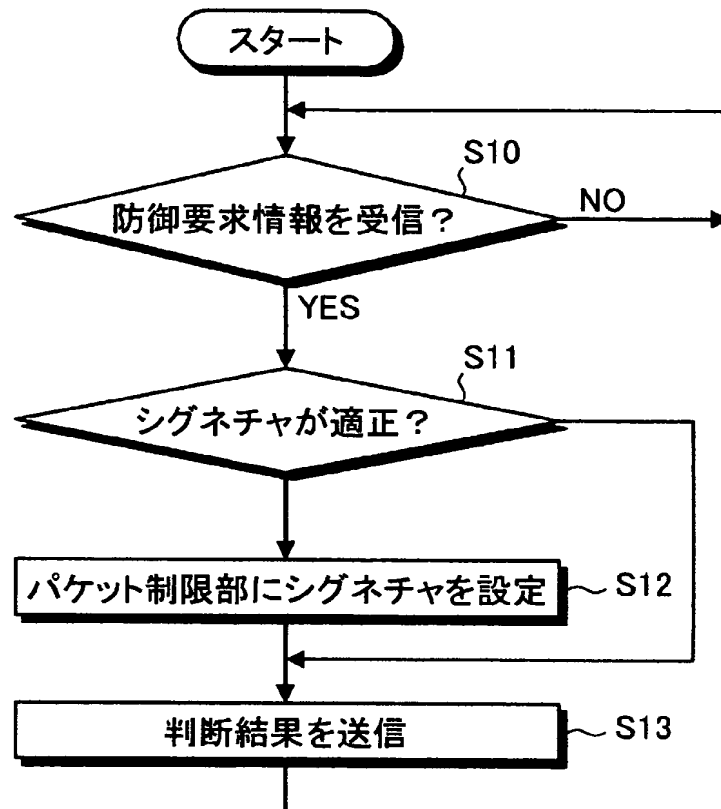 スタート
S10
防御要求情報を受信？
NO
YES
S11
シグネチャが適正？
パケット制限部にシグネチャを設定
S12
判断結果を送信
S13